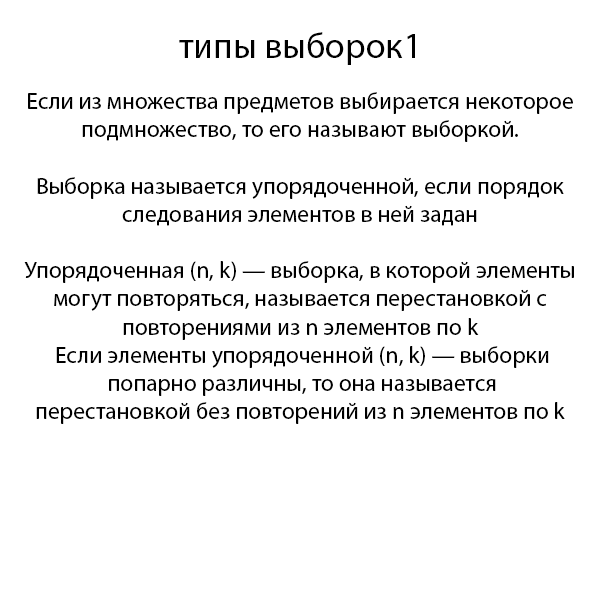 типы выборок1
Если из множества предметов выбирается некоторое
подмножество, то его называют выборкой.
Выборка называется упорядоченной, если порядок
следования элементов в ней задан
Упорядоченная (n, k) — выборка, в которой элементы
могут повторяться, называется перестановкой с
повторениями из n элементов по k
Если элементы упорядоченной (n, k) — выборки
попарно различны, то она называется
перестановкой без повторений из n элементов по k